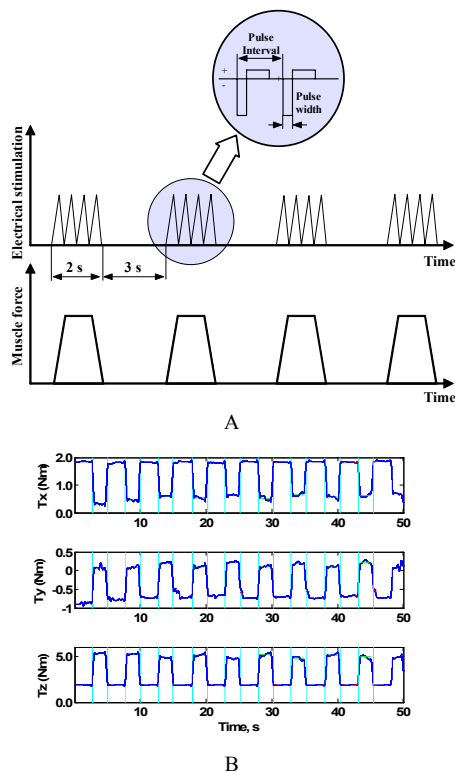 Pulse
Interval
+
-
+
Pulse
width
Electrical stimulation
Time
2 s
3 s
Muscle force
Time
A
Tx (Nm)
2.0
1.0
0.0
10
20
30
40
50
Ty (Nm)
0.5
0
-0.5
-1
10
20
30
40
50
Tz (Nm)
5.0
0.0
0
10
20
30
40
50
Time, s
B